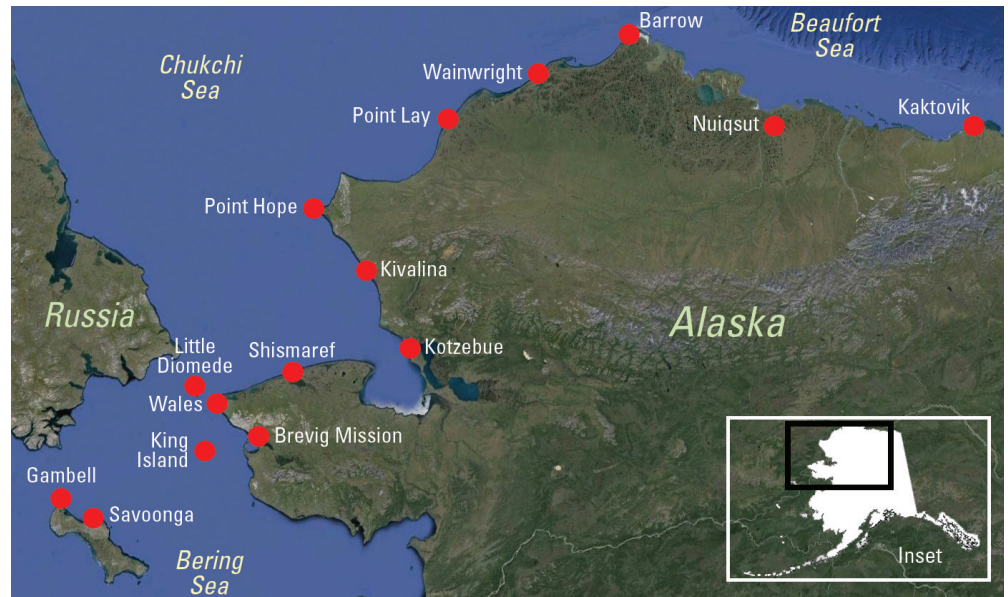 Barrow
Beaufort
Sea
Chukchi
Sea
Wainwright
Kaktovik
Point Lay
Nuiqsut
Point Hope
Kivalina
Russia
Alaska
Little
Diomede
Shismaref
Kotzebue
Wales
King
Island
Brevig Mission
Gambell
Savoonga
Bering
Sea
Inset